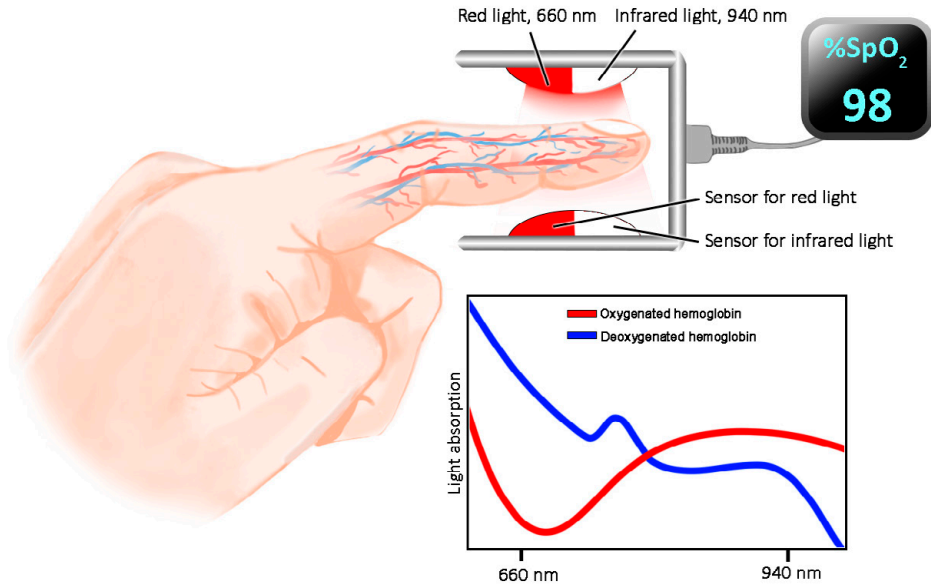 Red light, 660 nm
Infrared light, 940 nm
%SpO₂
98
Sensor for red light
Sensor for infrared light
Oxygenated hemoglobin
Deoxygenated hemoglobin
Light absorption
660 nm
940 nm